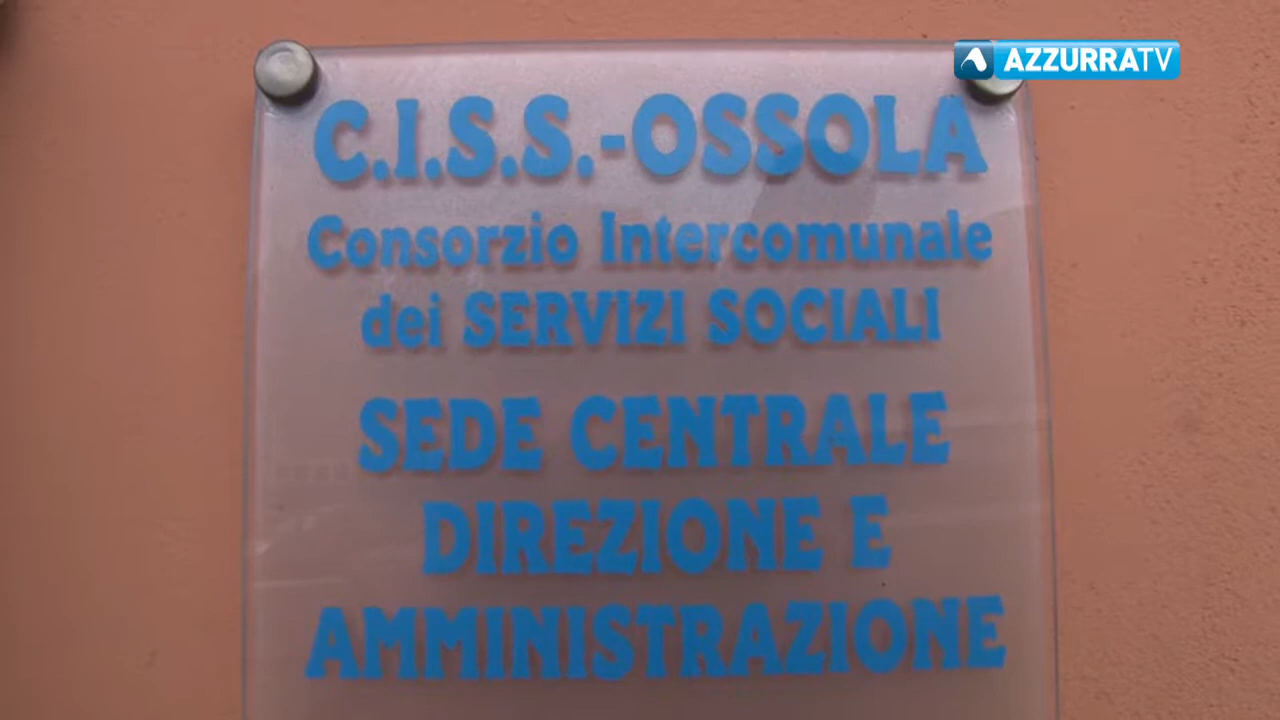 AZZURRATV
C.I.S.S.-OSSOLA
Consorzio Intercomunale
dei SERVIZI SOCIALI
SEDE CENTRALE
DIREZIONE E
AMMINISTRAZIONE